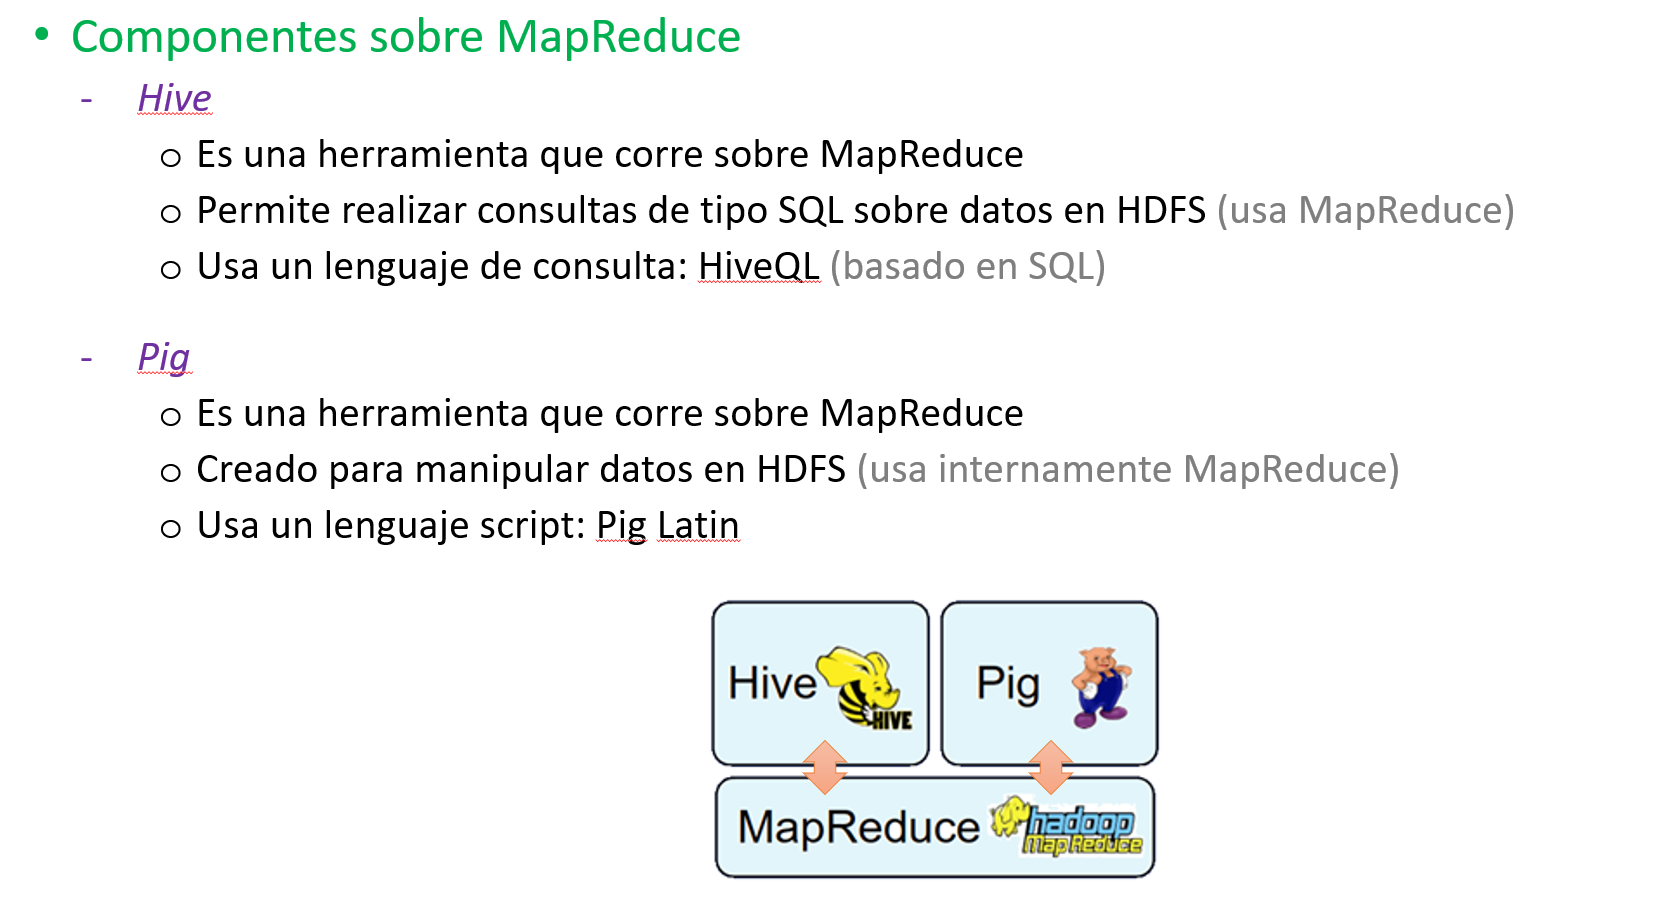 • Componentes sobre MapReduce
- Hive
o Es una herramienta que corre sobre MapReduce
o Permite realizar consultas de tipo SQL sobre datos en HDFS (usa MapReduce)
o Usa un lenguaje de consulta: HiveQL (basado en SQL)
- Pig
o Es una herramienta que corre sobre MapReduce
o Creado para manipular datos en HDFS (usa internamente MapReduce)
o Usa un lenguaje script: Pig Latin
Hive
HIVE
Pig
MapReduce
hadoop
MapReduce